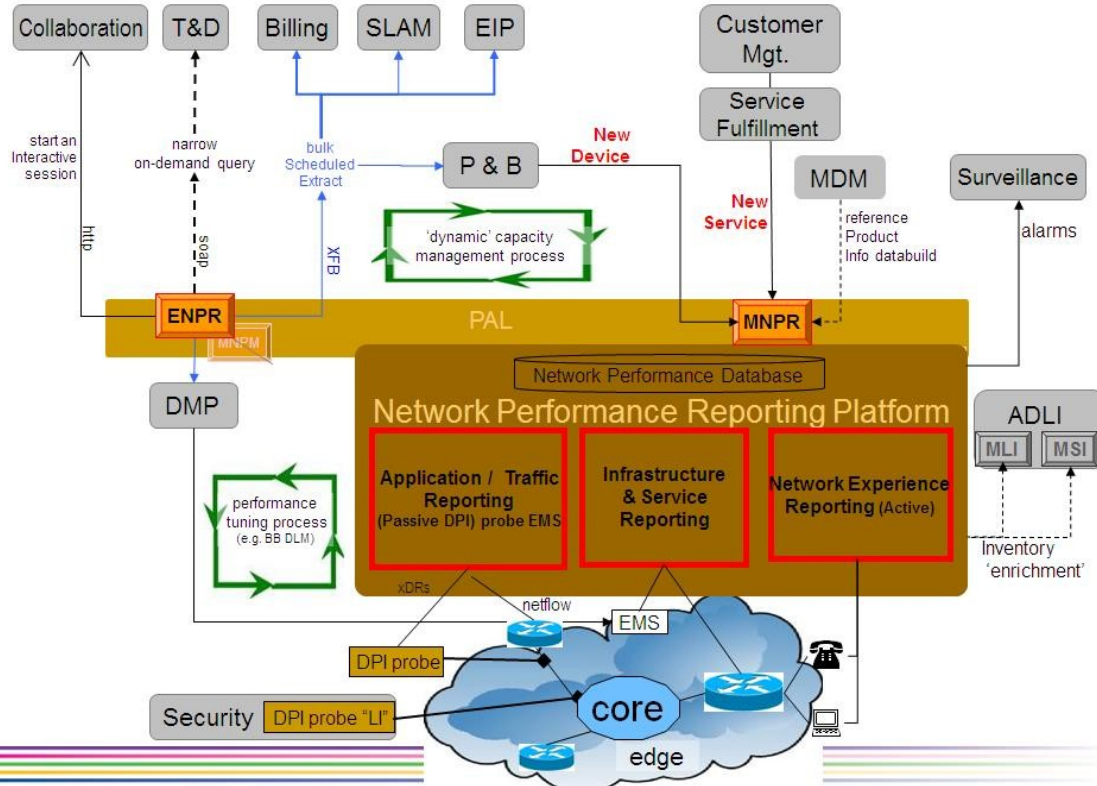 Collaboration
T&D
Billing
SLAM
EIP
Customer
Mgt.
Service
Fulfillment
start an
Interactive
session
narrow
on-demand query
bulk
Scheduled
Extract
P & B
New
Device
New
Service
MDM
Surveillance
reference
Product
Info databuild
alarms
http
soap
XFB
'dynamic' capacity
management process
ENPR
MNPM
PAL
MNPR
DMP
Network Performance Database
Network Performance Reporting Platform
ADLI
MLI
MSI
Application / Traffic
Reporting
(Passive DPI) probe EMS
Infrastructure
& Service
Reporting
Network Experience
Reporting (Active)
performance
tuning process
(e.g. BB DLM)
Inventory
'enrichment'
xDRs
netflow
EMS
DPI probe
Security
DPI probe "LI"
core
edge